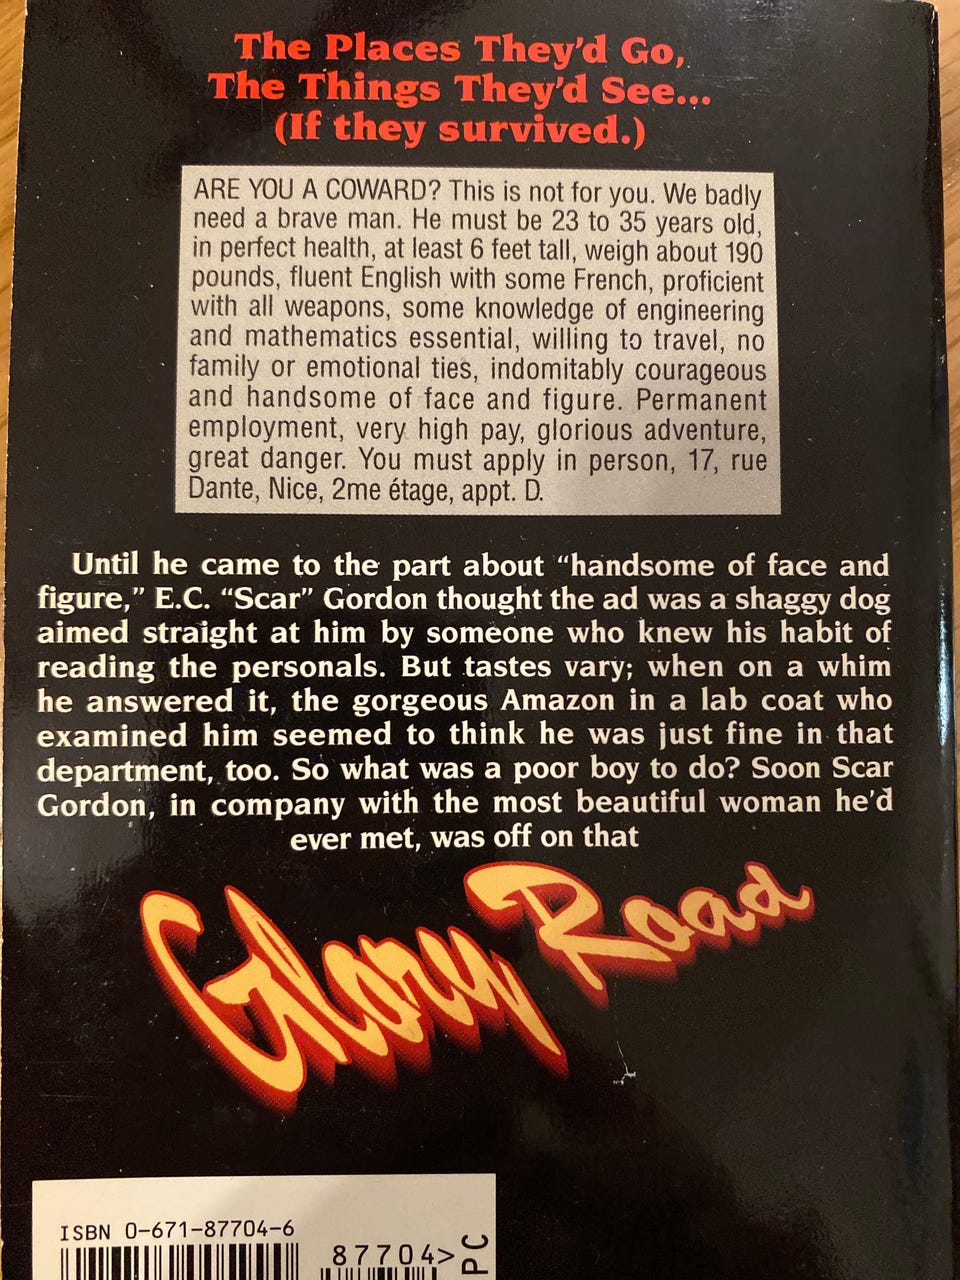 The Places They’d Go,
The Things They’d See...
(If they survived.)
ARE YOU A COWARD? This is not for you. We badly
need a brave man. He must be 23 to 35 years old,
in perfect health, at least 6 feet tall, weigh about 190
pounds, fluent English with some French, proficient
with all weapons, some knowledge of engineering
and mathematics essential, willing to travel, no
family or emotional ties, indomitably courageous
and handsome of face and figure. Permanent
employment, very high pay, glorious adventure,
great danger. You must apply in person, 17, rue
Dante, Nice, 2me étage, appt. D.
Until he came to the part about “handsome of face and
figure,” E.C. “Scar” Gordon thought the ad was a shaggy dog
aimed straight at him by someone who knew his habit of
reading the personals. But tastes vary; when on a whim
he answered it, the gorgeous Amazon in a lab coat who
examined him seemed to think he was just fine in that
department, too. So what was a poor boy to do? Soon Scar
Gordon, in company with the most beautiful woman he’d
ever met, was off on that
Glory Road
ISBN 0-671-87704-6
87704>
PC